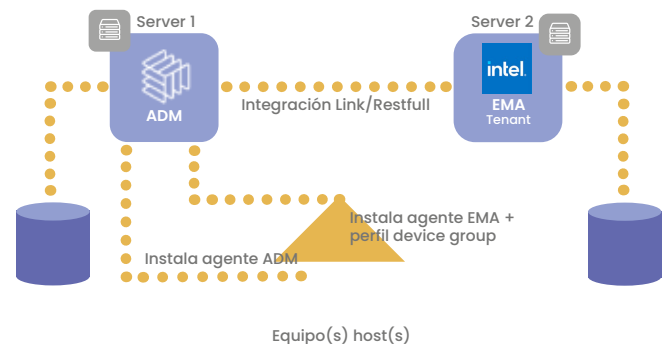 Server 1
Server 2
ADM
intel.
EMA
Tenant
Integración Link/Restfull
Instala agente EMA +
perfil device group
Instala agente ADM
Equipo(s) host(s)